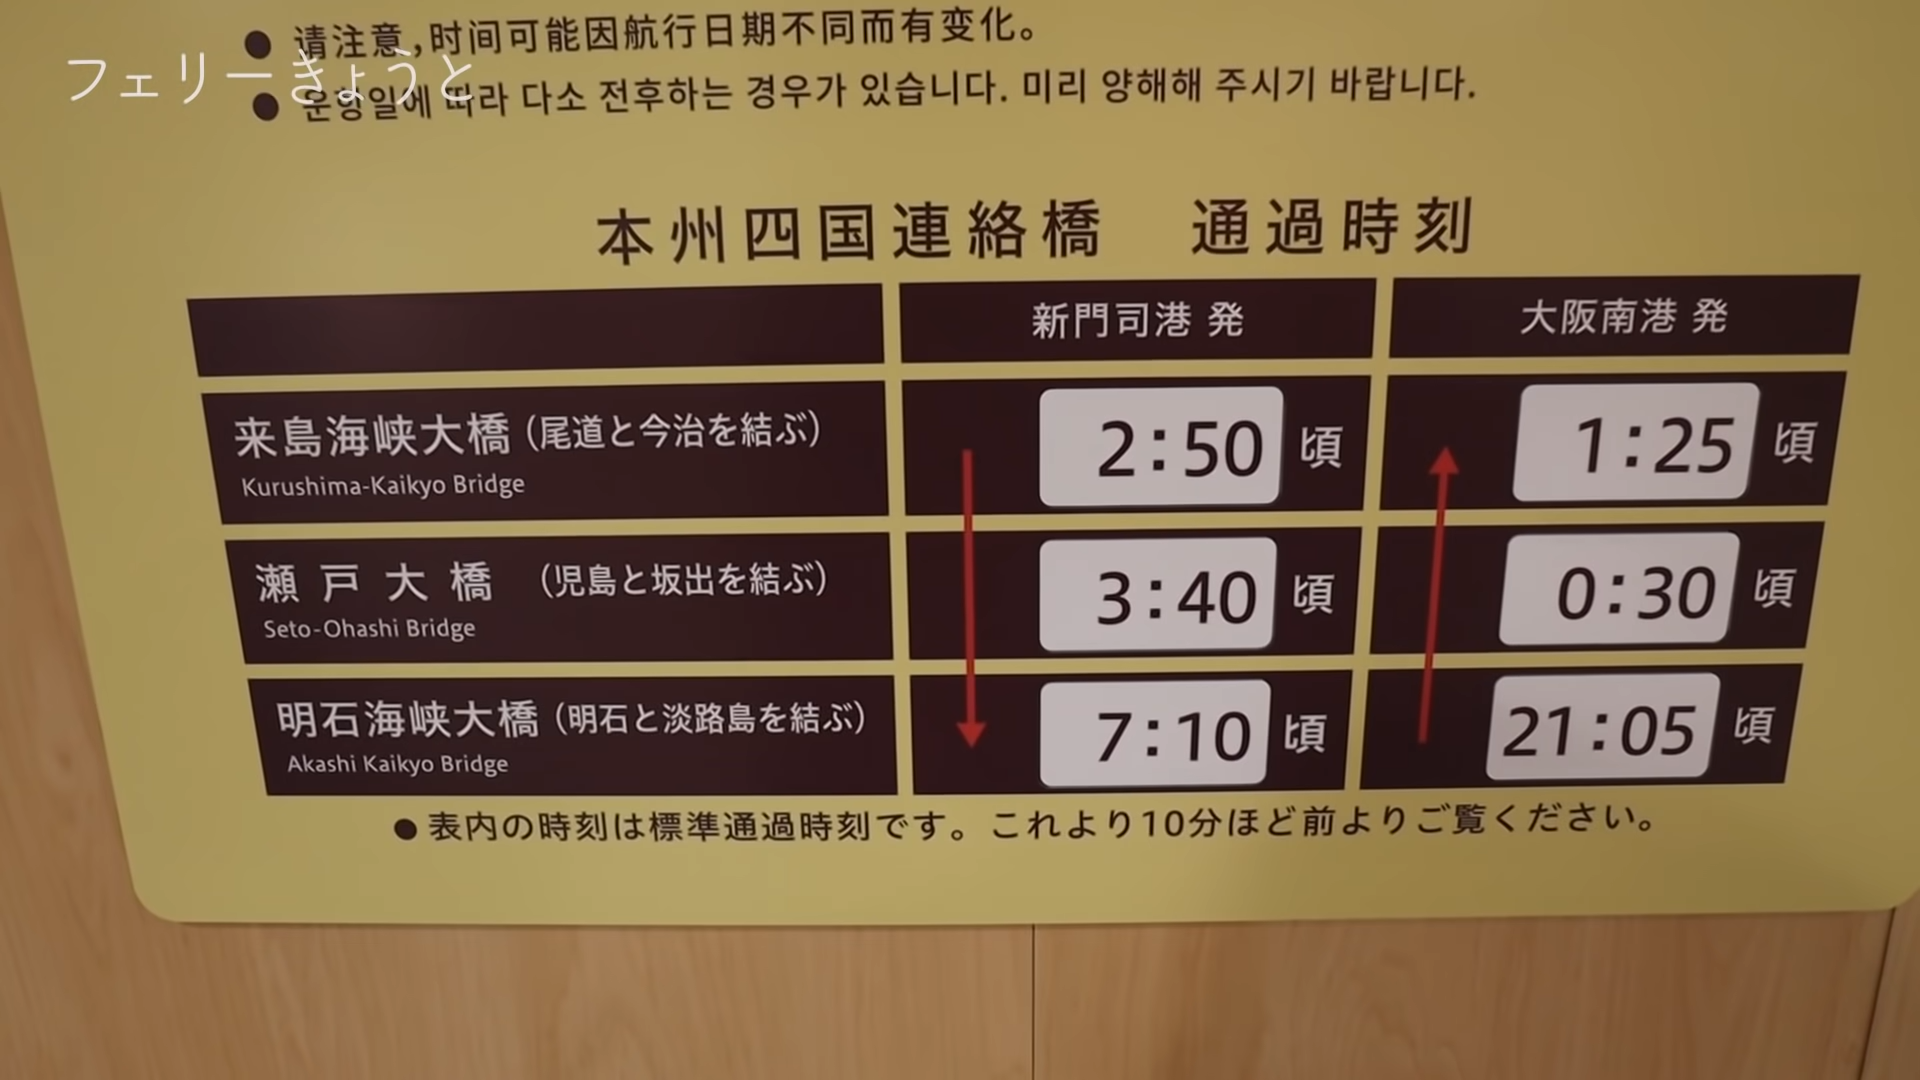 ● 请注意,时间可能因航行日期不同而有变化。
フェリーきょうと
● 운항일에 따라 다소 전후하는 경우가 있습니다. 미리 양해해 주시기 바랍니다.
本州四国連絡橋 通過時刻
新門司港 発 大阪南港 発
来島海峡大橋(尾道と今治を結ぶ) 2:50 頃 1:25 頃
Kurushima-Kaikyo Bridge
瀬戸大橋 (児島と坂出を結ぶ) 3:40 頃 0:30 頃
Seto-Ohashi Bridge
明石海峡大橋(明石と淡路島を結ぶ) 7:10 頃 21:05 頃
Akashi Kaikyo Bridge
● 表内の時刻は標準通過時刻です。これより10分ほど前よりご覧ください。